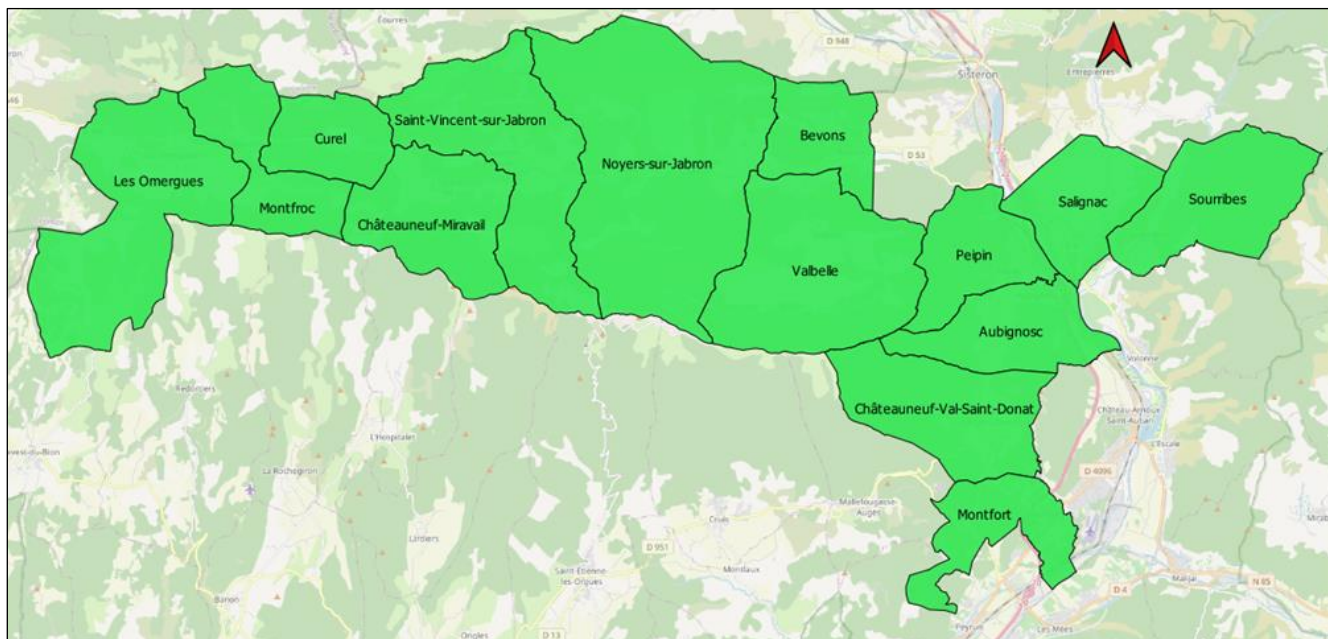 D 948
Sisteron
Entrepierres
Saint-Vincent-sur-Jabron
Curel
Bevons
D 53
Noyers-sur-Jabron
Les Omergues
Montfroc
Salignac
Sourribes
Châteauneuf-Miravail
Peipin
Valbelle
Aubignosc
Volonne
Redortiers
Châteauneuf-Val-Saint-Donat
Château-Arnoux
Saint-Auban
L'Hospitalet
L'Escale
La Rochegiron
D 4096
Mallefougasse-
Augès
Montfort
Cruis
Lardiers
D 951
Saint-Étienne
-les-Orgues
Montlaux
Malijai
N 85
D 4
Banon
Peyruis
Les Mées
Ongles
D 13